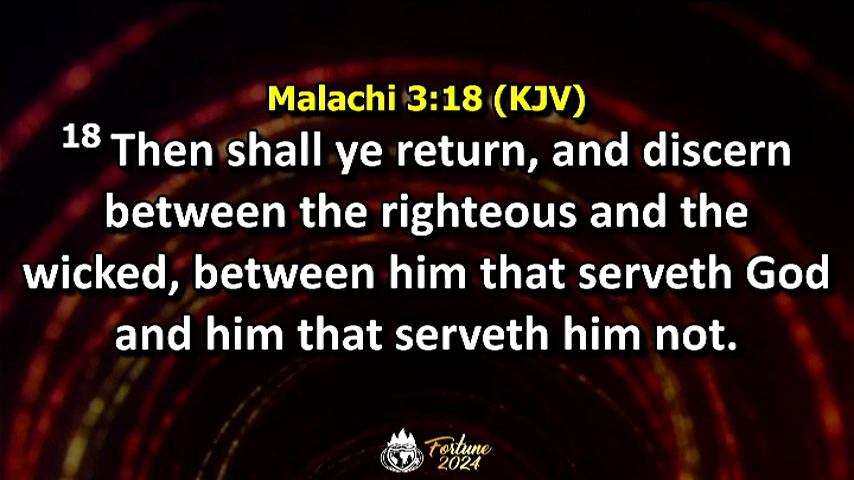 Malachi 3:18 (KJV)
18 Then shall ye return, and discern
between the righteous and the
wicked, between him that serveth God
and him that serveth him not.
Fortune
2024